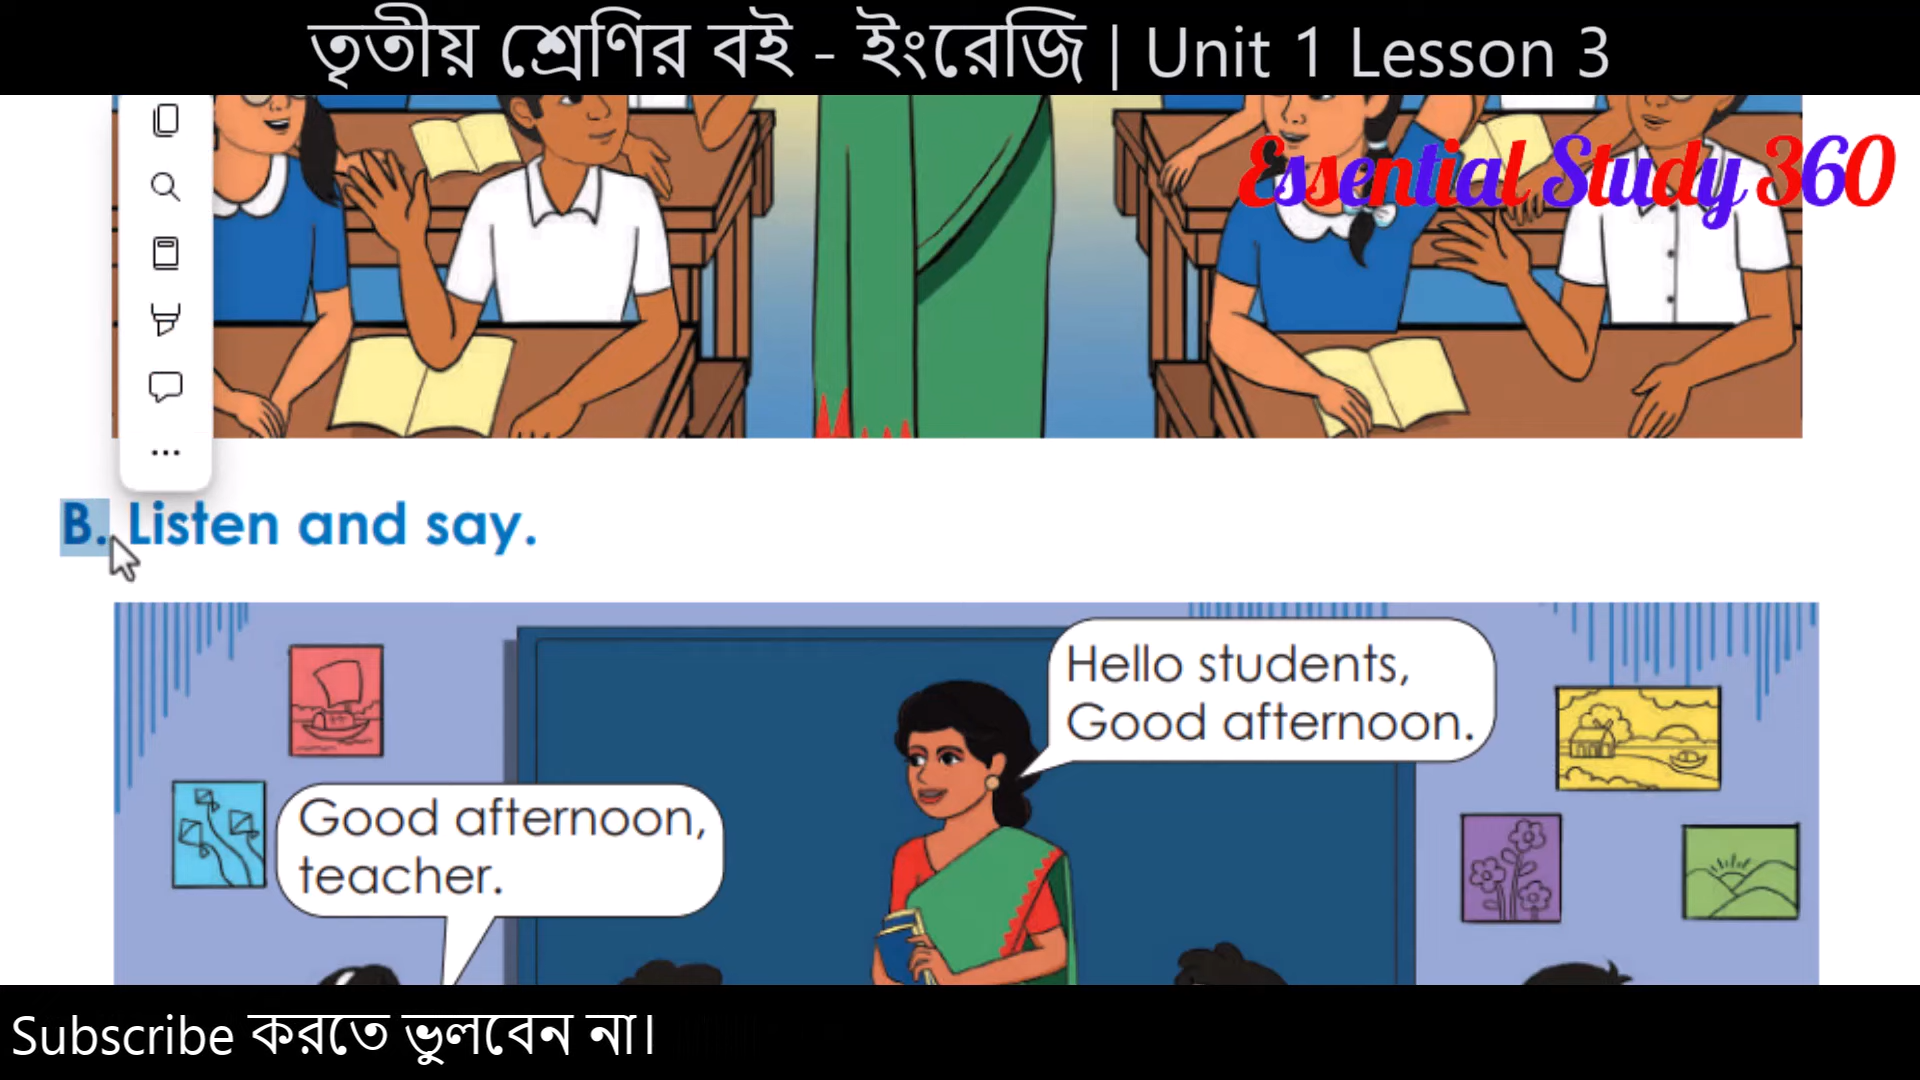 তৃতীয় শ্রেণির বই - ইংরেজি | Unit 1 Lesson 3
Essential Study 360
B. Listen and say.
Hello students,
Good afternoon.
Good afternoon,
teacher.
Subscribe করতে ভুলবেন না।